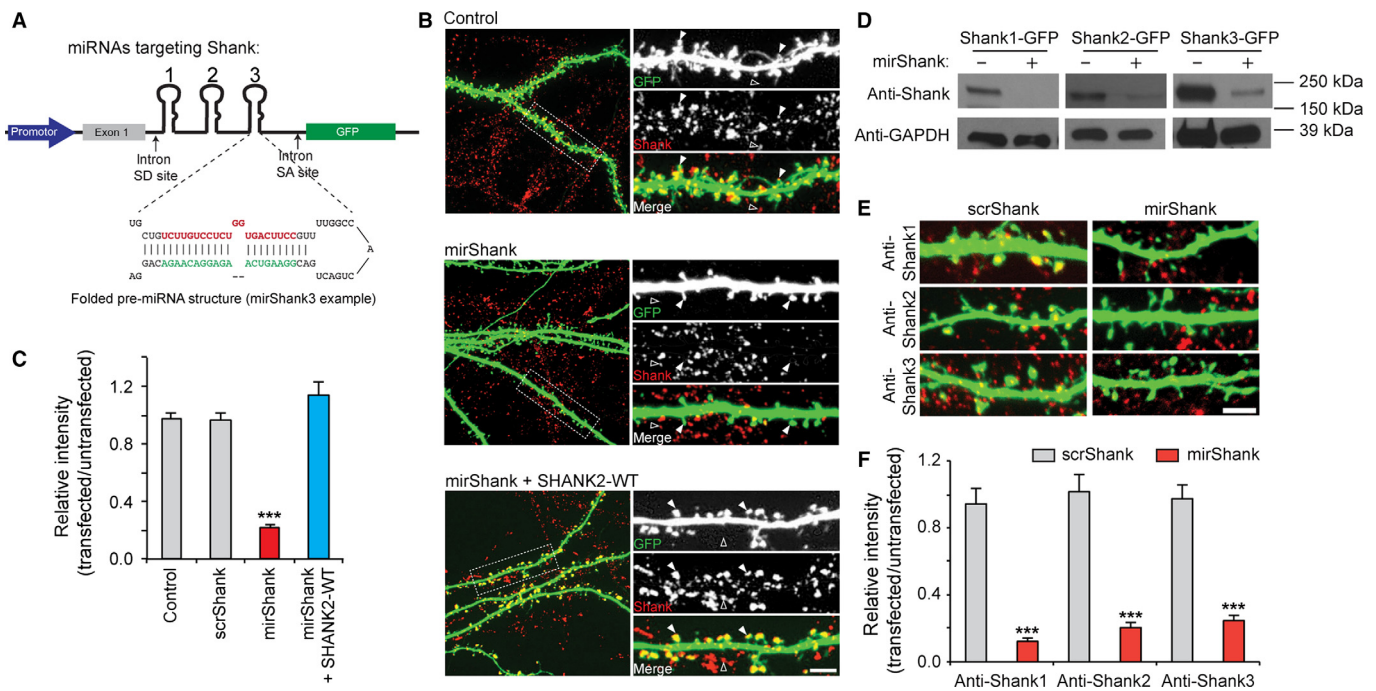 A
miRNAs targeting Shank:
1 2 3
Promotor
Exon 1
GFP
Intron
SD site
Intron
SA site
UG GG UUGGCC
CUGUCUUGUCCUCU UGACUUCCGUU
A
GACAGAACAGGAGA ACUGAAGGCAG
AG -- UCAGUC
Folded pre-miRNA structure (mirShank3 example)
B
Control
GFP
Shank
Merge
mirShank
GFP
Shank
Merge
mirShank + SHANK2-WT
GFP
Shank
Merge
C
Relative intensity
(transfected/untransfected)
1.2
0.8
0.4
0.0
***
Control
scrShank
mirShank
mirShank
+ SHANK2-WT
D
Shank1-GFP Shank2-GFP Shank3-GFP
mirShank: – + – + – +
Anti-Shank
250 kDa
150 kDa
Anti-GAPDH
39 kDa
E
scrShank mirShank
Anti-
Shank1
Anti-
Shank2
Anti-
Shank3
F
scrShank mirShank
Relative intensity
(transfected/untransfected)
1.2
0.8
0.4
0.0
*** *** ***
Anti-Shank1 Anti-Shank2 Anti-Shank3